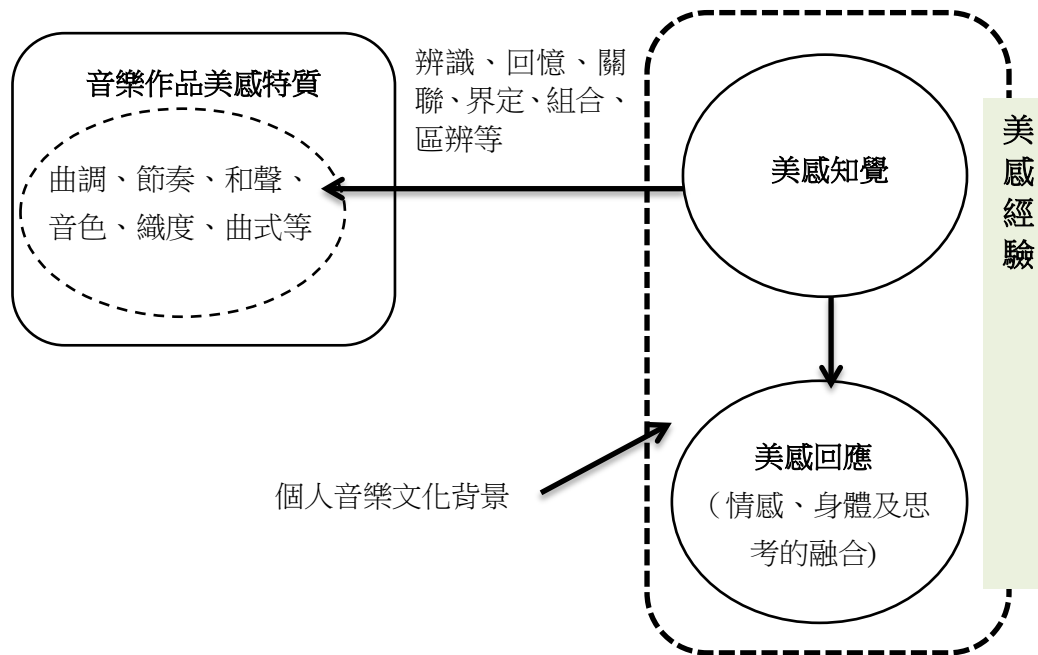 音樂作品美感特質
曲調、節奏、和聲、
音色、織度、曲式等
辨識、回憶、關
聯、界定、組合、
區辨等
美感知覺
美感回應
（情感、身體及思
考的融合)
個人音樂文化背景
美感經驗